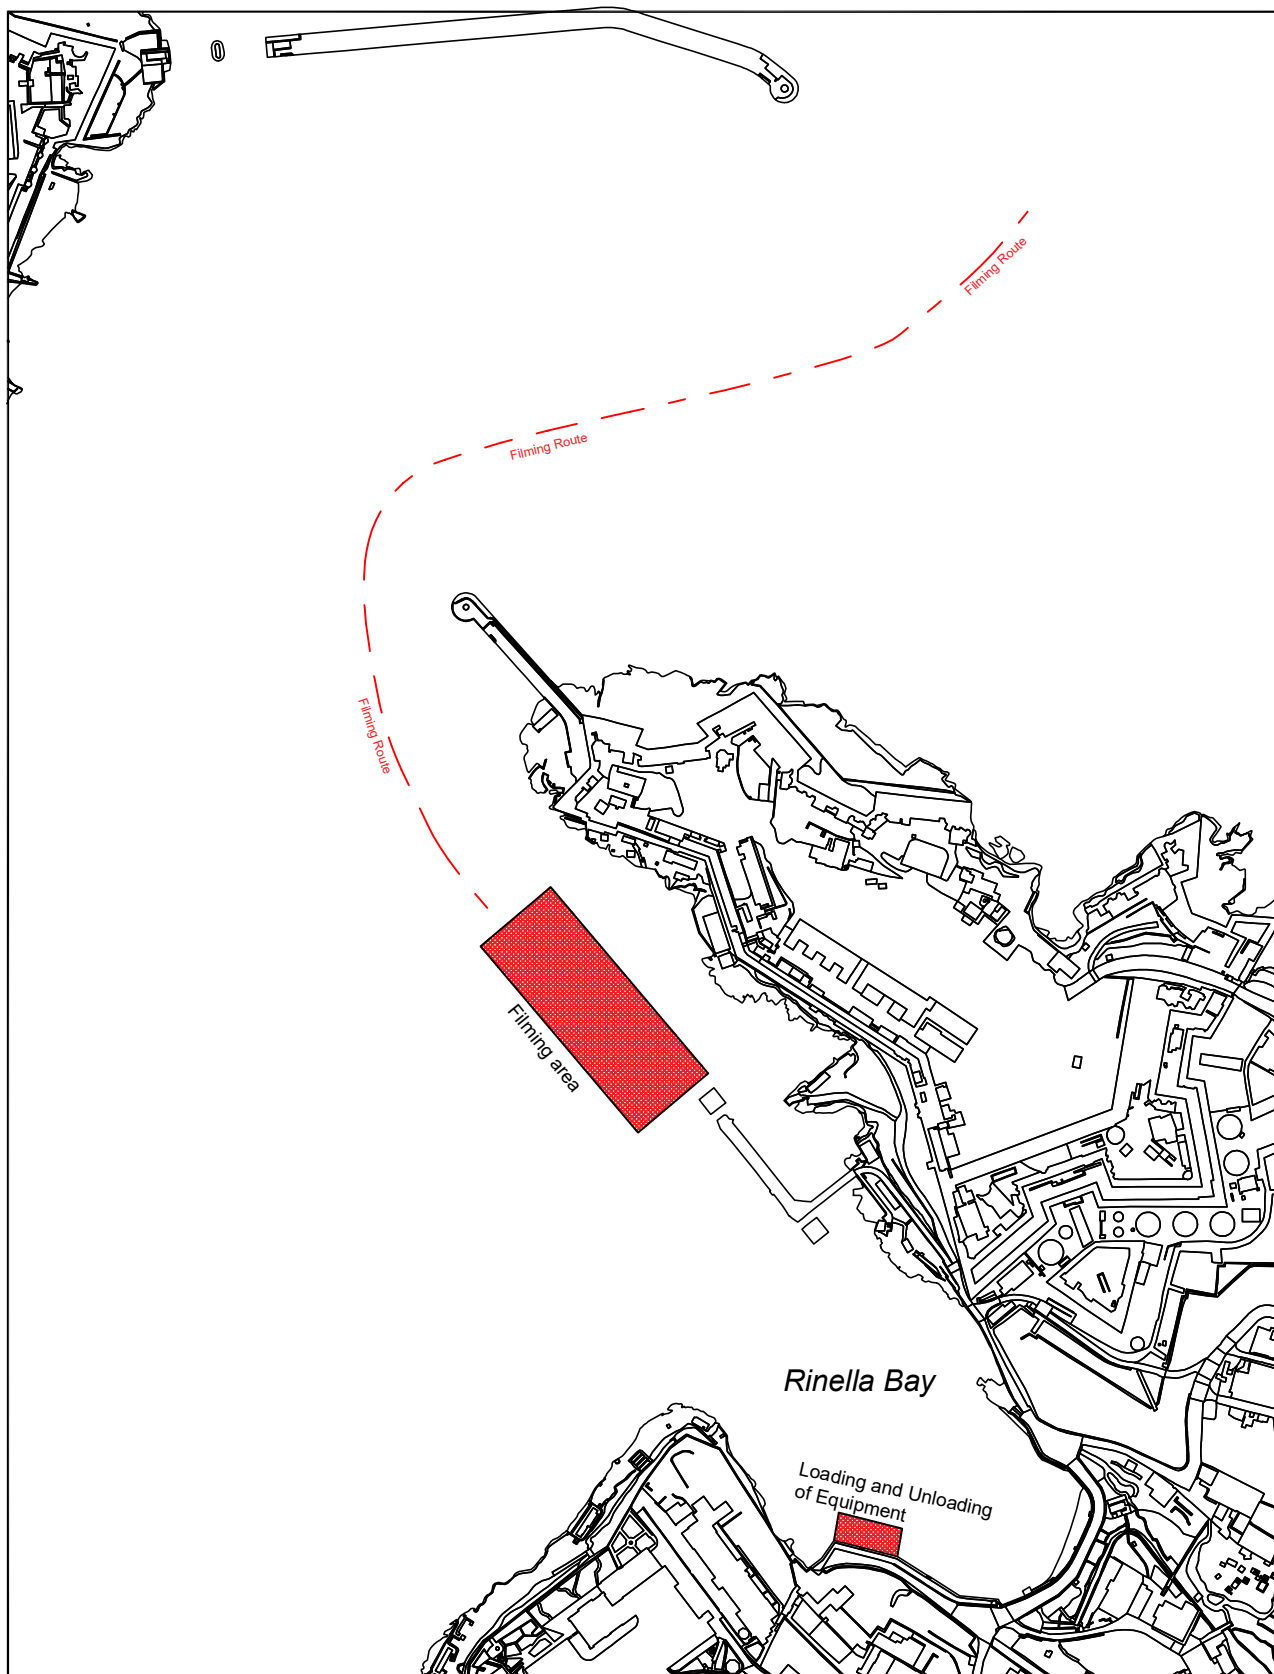 Filming Route
Filming Route
Filming Route
Filming area
Rinella Bay
Loading and Unloading
of Equipment